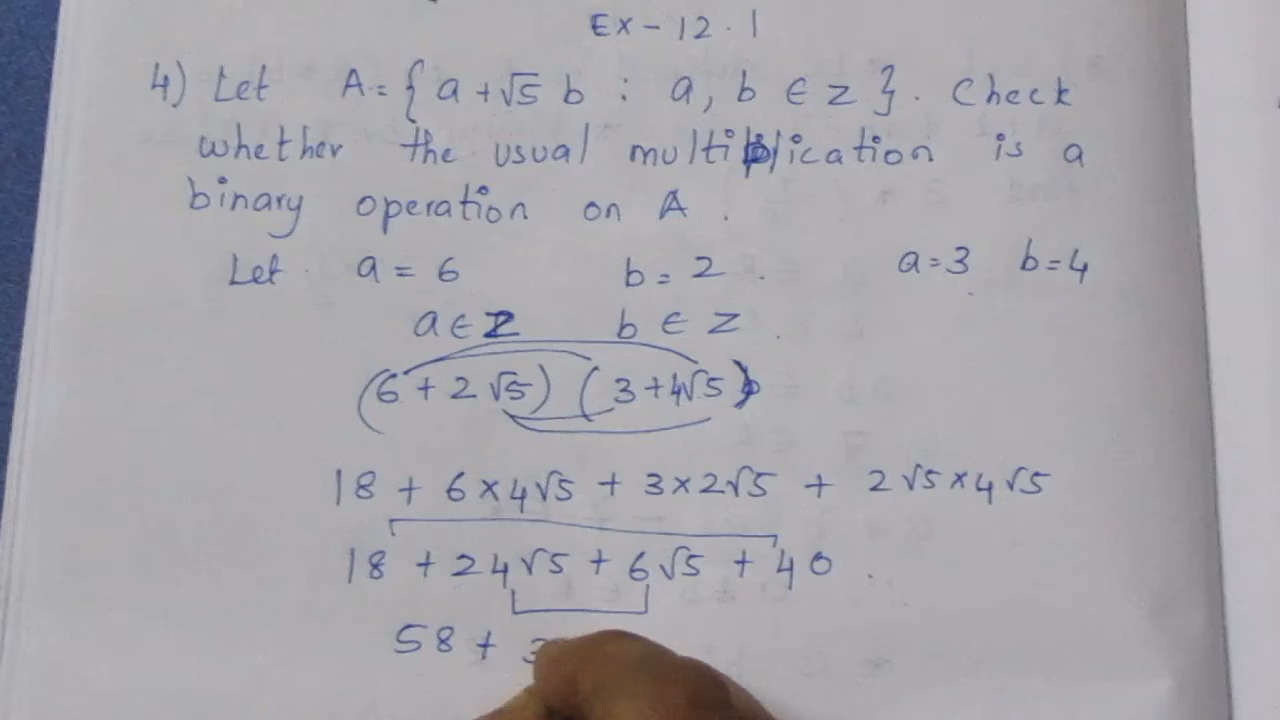 Ex - 12.1
4) Let A = { a + √5 b : a, b ∈ z }. Check
whether the usual multiplication is a
binary operation on A.
Let a = 6 b = 2. a=3 b=4
a ∈ Z b ∈ Z.
(6 + 2√5) (3 + 4√5)
18 + 6×4√5 + 3×2√5 + 2√5×4√5
18 + 24√5 + 6√5 + 40.
58 + 3